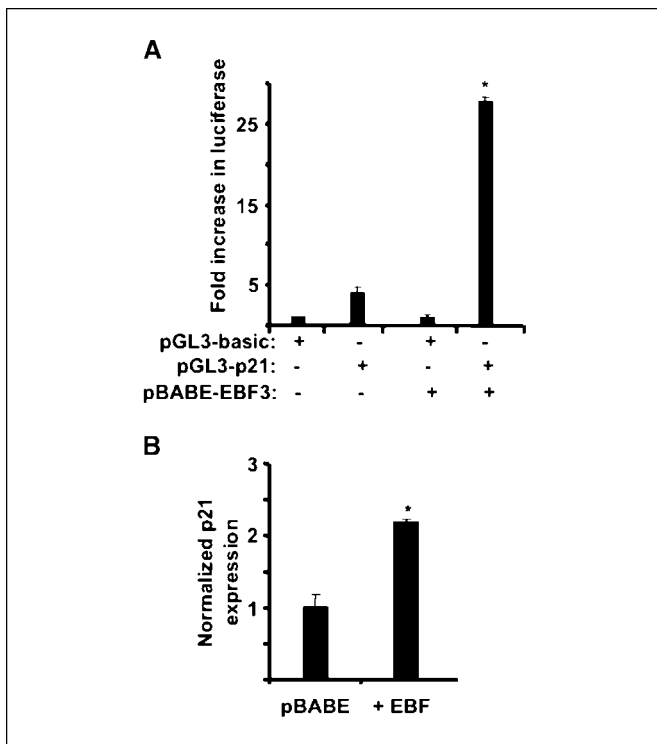 A
Fold increase in luciferase
25
15
5
*
pGL3-basic: + - + -
pGL3-p21: - + - +
pBABE-EBF3: - - + +
B
Normalized p21
expression
3
2
1
*
pBABE + EBF